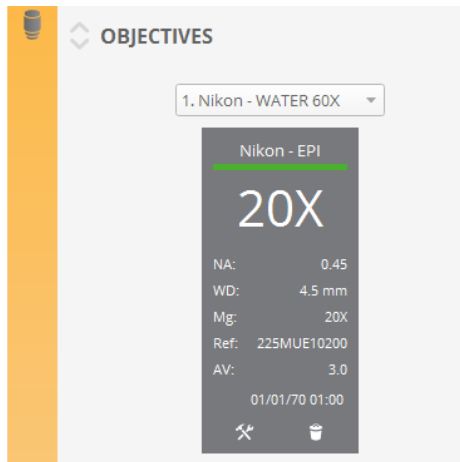 OBJECTIVES
1. Nikon - WATER 60X
Nikon - EPI
20X
NA: 0.45
WD: 4.5 mm
Mg: 20X
Ref: 225MUE10200
AV: 3.0
01/01/70 01:00